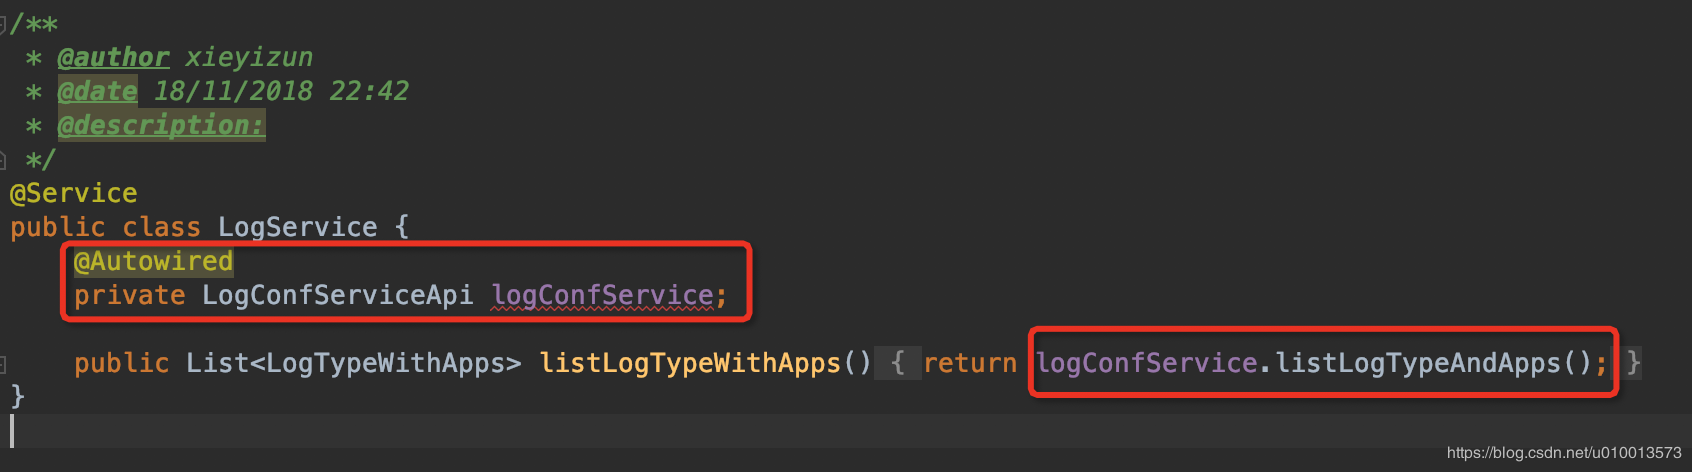 /**
 * @author xieyizun
 * @date 18/11/2018 22:42
 * @description:
 */
@Service
public class LogService {
    @Autowired
    private LogConfServiceApi logConfService;
    public List<LogTypeWithApps> listLogTypeWithApps() { return logConfService.listLogTypeAndApps(); }
}
https://blog.csdn.net/u010013573